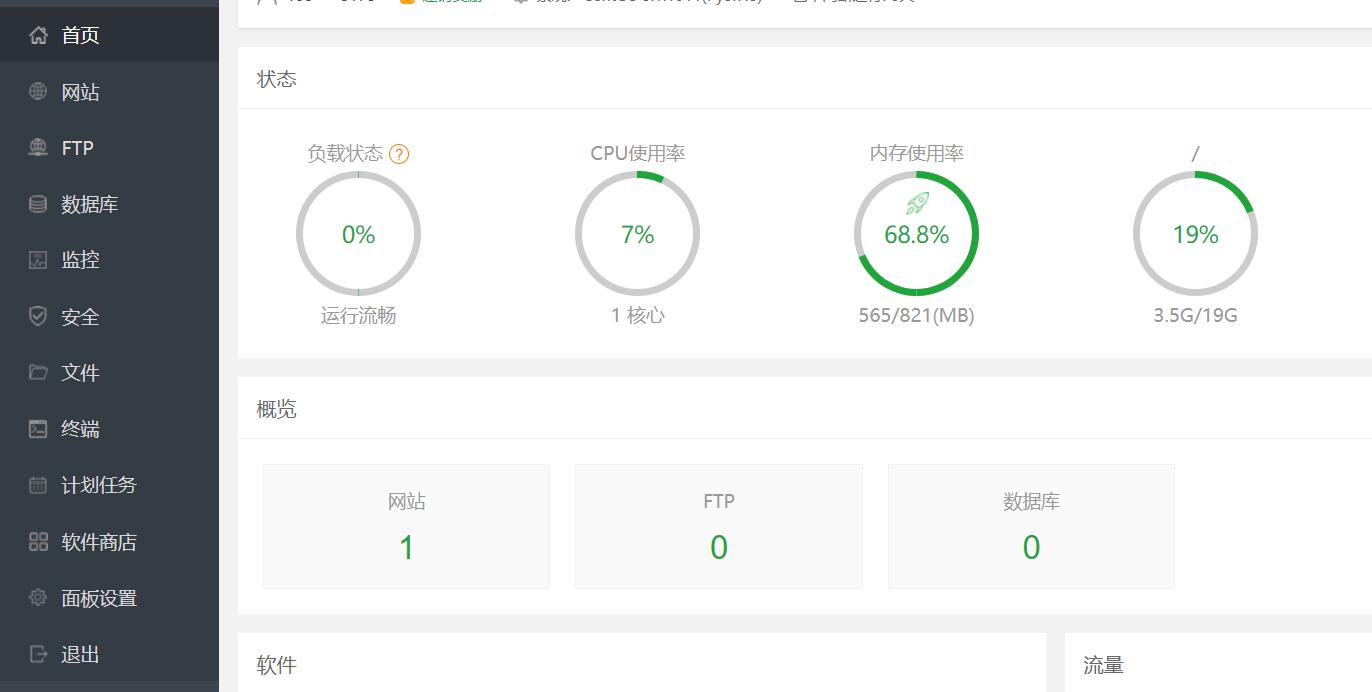 首页
网站
FTP
数据库
监控
安全
文件
终端
计划任务
软件商店
面板设置
退出
状态
负载状态 ?
0%
运行流畅
CPU使用率
7%
1 核心
内存使用率
68.8%
565/821(MB)
/
19%
3.5G/19G
概览
网站
1
FTP
0
数据库
0
软件
流量